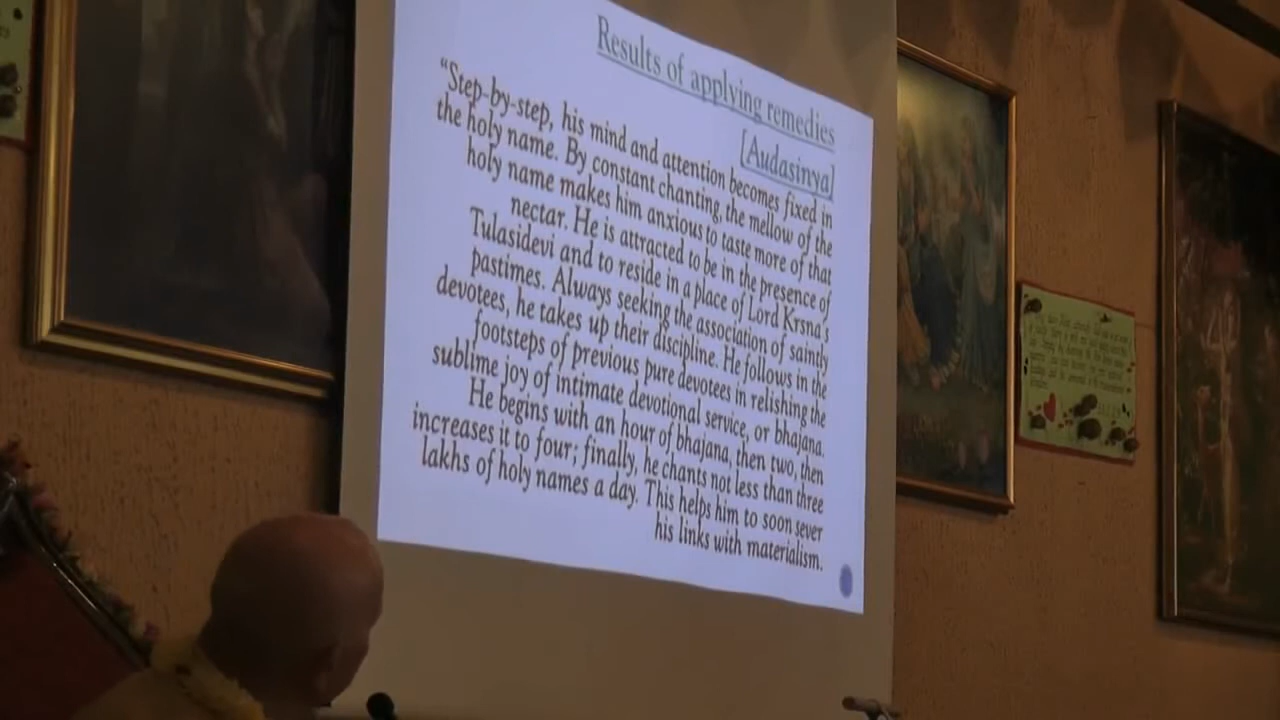 Results of applying remedies
[Audasinya]
“Step-by-step, his mind and attention becomes fixed in
the holy name. By constant chanting, the mellow of the
holy name makes him anxious to taste more of that
nectar. He is attracted to be in the presence of
Tulasidevi and to reside in a place of Lord Krsna's
pastimes. Always seeking the association of saintly
devotees, he takes up their discipline. He follows in the
footsteps of previous pure devotees in relishing the
sublime joy of intimate devotional service, or bhajana.
He begins with an hour of bhajana, then two, then
increases it to four; finally, he chants not less than three
lakhs of holy names a day. This helps him to soon sever
his links with materialism.